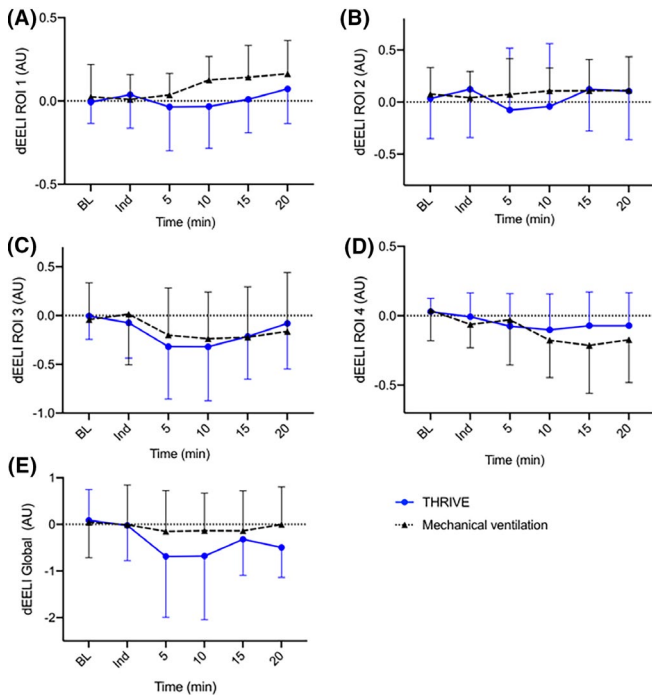 (A)
dEELI ROI 1 (AU)
0.5
0.0
-0.5
BL
Ind
5
10
15
20
Time (min)
(B)
dEELI ROI 2 (AU)
0.5
0.0
-0.5
BL
Ind
5
10
15
20
Time (min)
(C)
dEELI ROI 3 (AU)
0.5
0.0
-0.5
-1.0
BL
Ind
5
10
15
20
Time (min)
(D)
dEELI ROI 4 (AU)
0.5
0.0
-0.5
BL
Ind
5
10
15
20
Time (min)
(E)
dEELI Global (AU)
1
0
-1
-2
BL
Ind
5
10
15
20
Time (min)
THRIVE
Mechanical ventilation